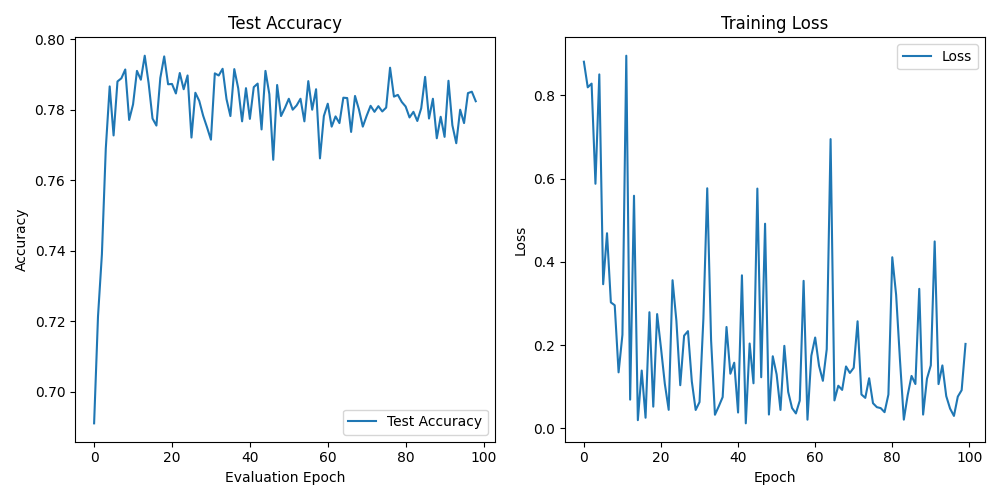 Test Accuracy
Accuracy
0.80
0.78
0.76
0.74
0.72
0.70
Test Accuracy
0 20 40 60 80 100
Evaluation Epoch
Training Loss
Loss
Loss
0.8
0.6
0.4
0.2
0.0
0 20 40 60 80 100
Epoch